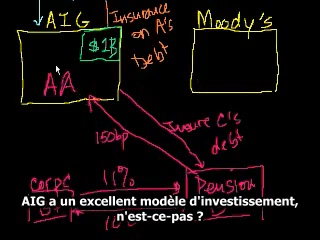 AIG
Moody's
Insurance
on A's
Debt
$1B
AA
150bp
Insure C's
debt
corpC
11%
Pension
AIG a un excellent modèle d'investissement,
n'est-ce-pas ?